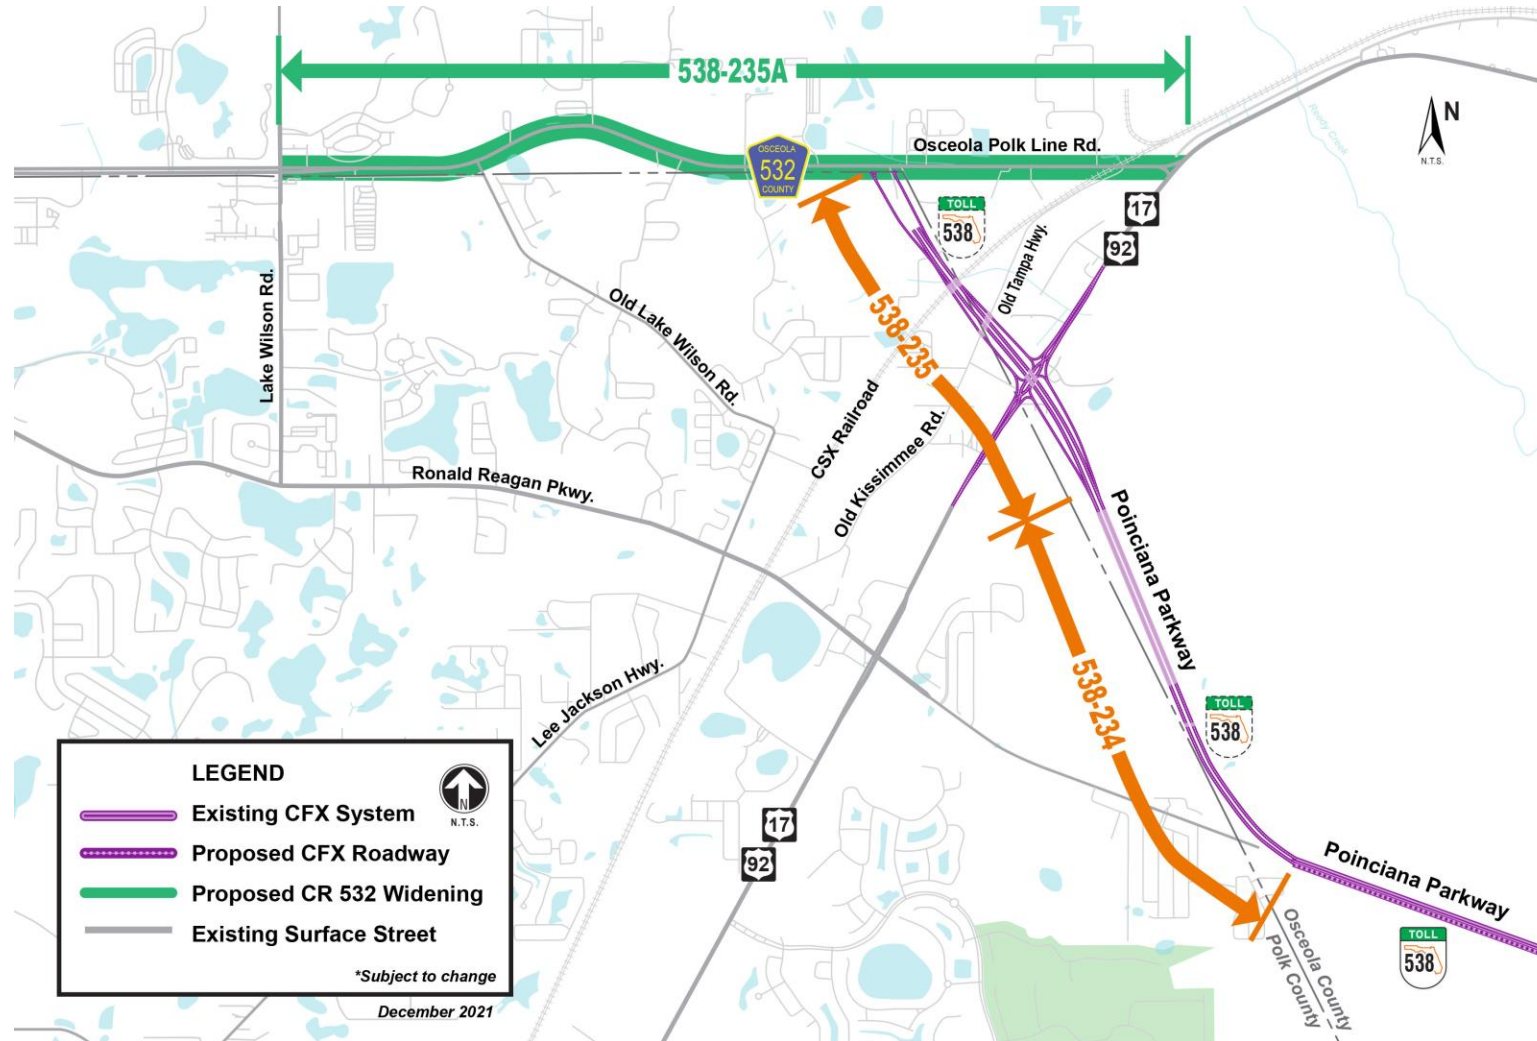 538-235A
N
N.T.S.
Reedy Creek
Osceola Polk Line Rd.
OSCEOLA
532
COUNTY
TOLL
538
17
92
Old Tampa Hwy.
Lake Wilson Rd.
Old Lake Wilson Rd.
538-235
CSX Railroad
Old Kissimmee Rd.
Ronald Reagan Pkwy.
Poinciana Parkway
Lee Jackson Hwy.
538-234
TOLL
538
17
92
Poinciana Parkway
TOLL
538
Osceola County
Polk County
LEGEND
N
N.T.S.
Existing CFX System
Proposed CFX Roadway
Proposed CR 532 Widening
Existing Surface Street
*Subject to change
December 2021